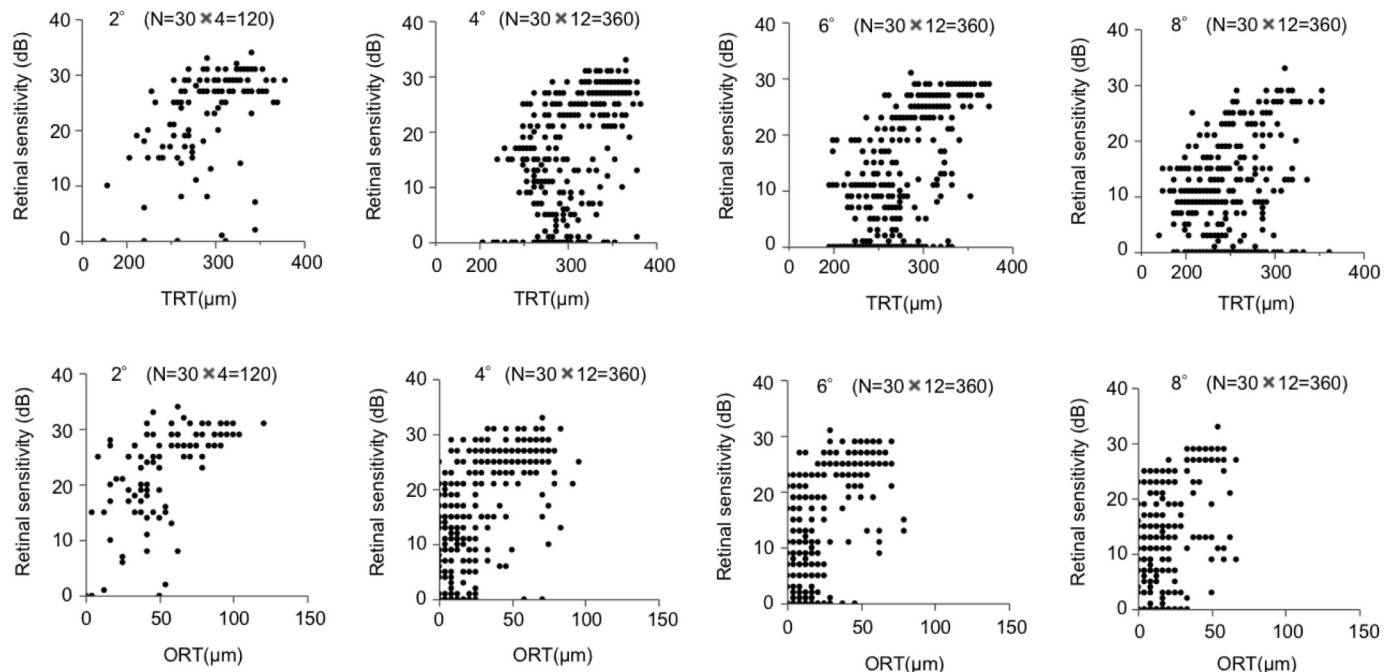 2° (N=30×4=120)
Retinal sensitivity (dB)
40
30
20
10
0
0 200 300 400
TRT(μm)
4° (N=30×12=360)
Retinal sensitivity (dB)
40
30
20
10
0
0 200 300 400
TRT(μm)
6° (N=30×12=360)
Retinal sensitivity (dB)
40
30
20
10
0
0 200 300 400
TRT(μm)
8° (N=30×12=360)
Retinal sensitivity (dB)
40
30
20
10
0
0 200 300 400
TRT(μm)
2° (N=30×4=120)
Retinal sensitivity (dB)
40
30
20
10
0
0 50 100 150
ORT(μm)
4° (N=30×12=360)
Retinal sensitivity (dB)
40
30
20
10
0
0 50 100 150
ORT(μm)
6° (N=30×12=360)
Retinal sensitivity (dB)
40
30
20
10
0
0 50 100 150
ORT(μm)
8° (N=30×12=360)
Retinal sensitivity (dB)
40
30
20
10
0
0 50 100 150
ORT(μm)